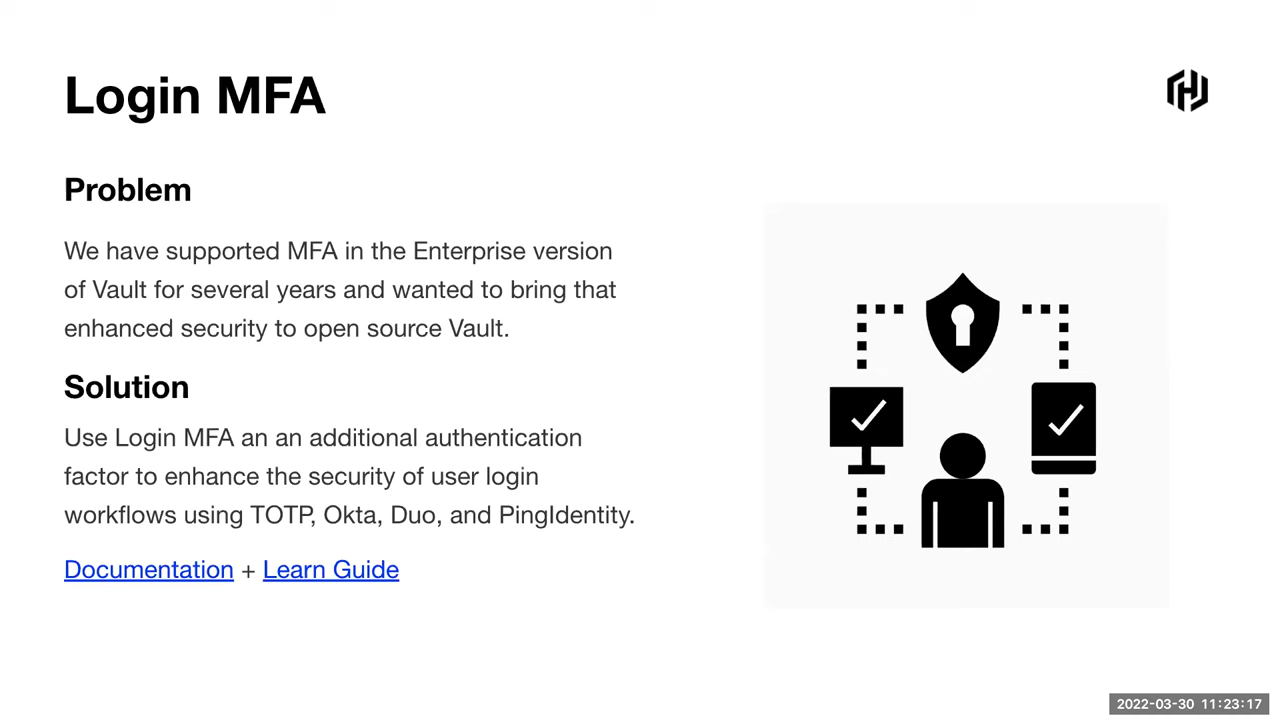 Login MFA
Problem
We have supported MFA in the Enterprise version
of Vault for several years and wanted to bring that
enhanced security to open source Vault.
Solution
Use Login MFA an an additional authentication
factor to enhance the security of user login
workflows using TOTP, Okta, Duo, and PingIdentity.
Documentation + Learn Guide
2022-03-30 11:23:17